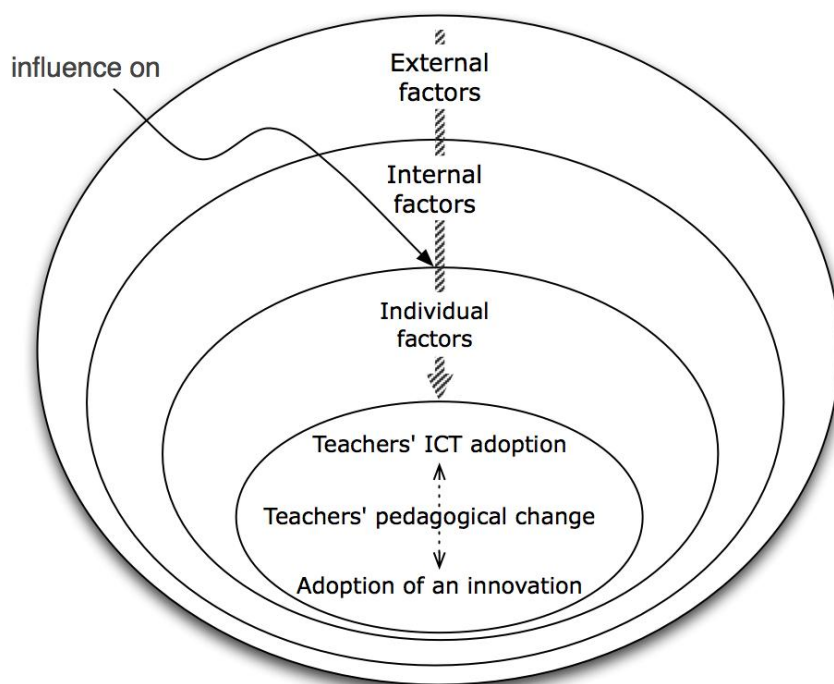 External
factors
influence on
Internal
factors
Individual
factors
Teachers' ICT adoption
Teachers' pedagogical change
Adoption of an innovation